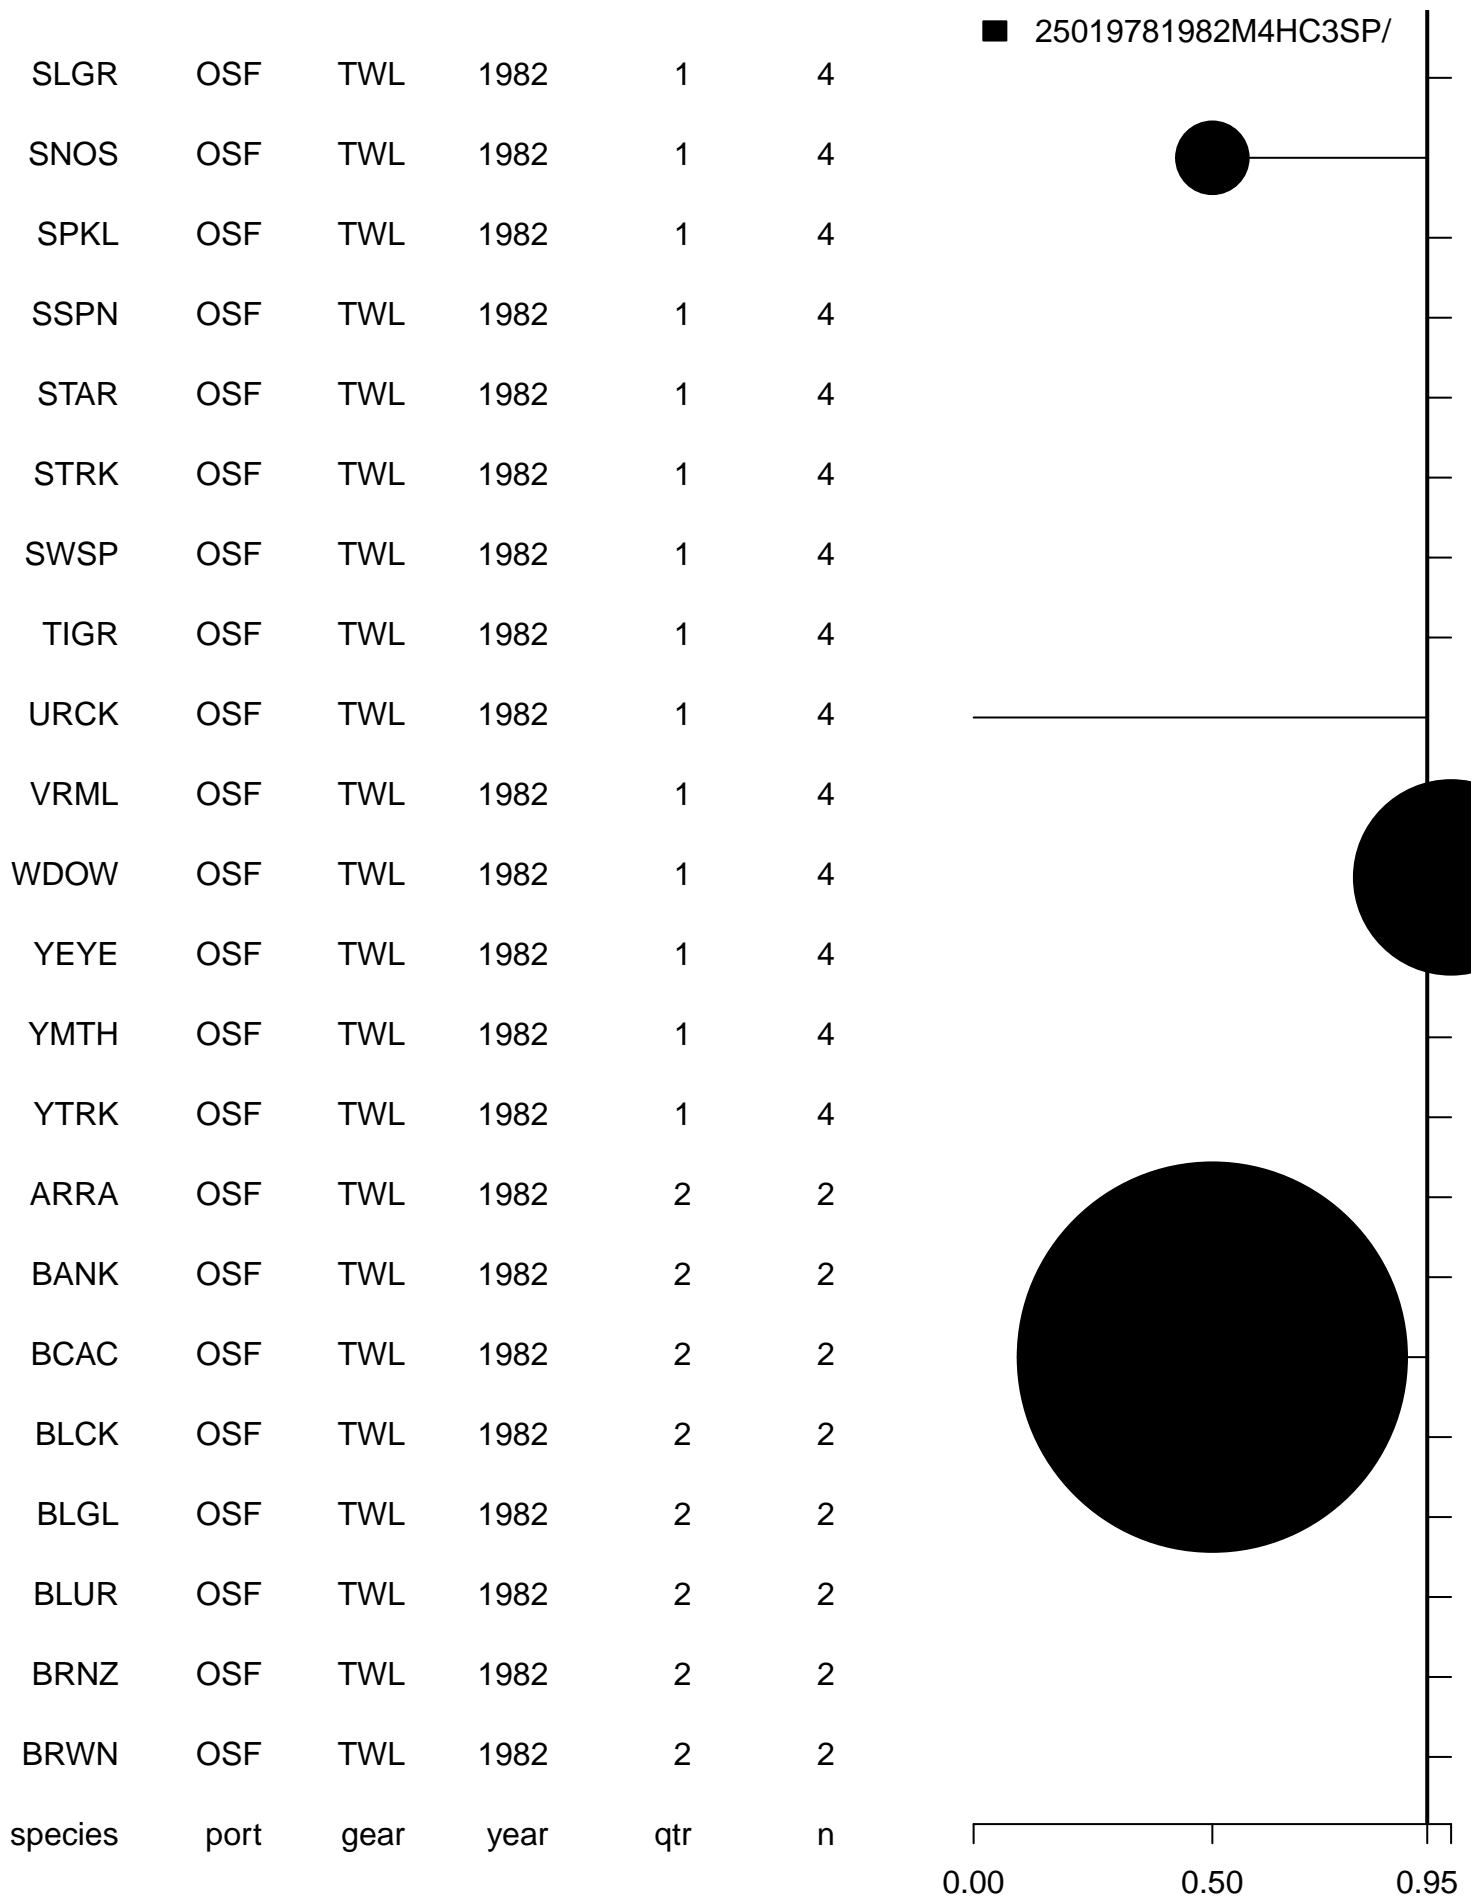 25019781982M4HC3SP/
SLGR OSF TWL 1982 1 4
SNOS OSF TWL 1982 1 4
SPKL OSF TWL 1982 1 4
SSPN OSF TWL 1982 1 4
STAR OSF TWL 1982 1 4
STRK OSF TWL 1982 1 4
SWSP OSF TWL 1982 1 4
TIGR OSF TWL 1982 1 4
URCK OSF TWL 1982 1 4
VRML OSF TWL 1982 1 4
WDOW OSF TWL 1982 1 4
YEYE OSF TWL 1982 1 4
YMTH OSF TWL 1982 1 4
YTRK OSF TWL 1982 1 4
ARRA OSF TWL 1982 2 2
BANK OSF TWL 1982 2 2
BCAC OSF TWL 1982 2 2
BLCK OSF TWL 1982 2 2
BLGL OSF TWL 1982 2 2
BLUR OSF TWL 1982 2 2
BRNZ OSF TWL 1982 2 2
BRWN OSF TWL 1982 2 2
species port gear year qtr n
0.00 0.50 0.95